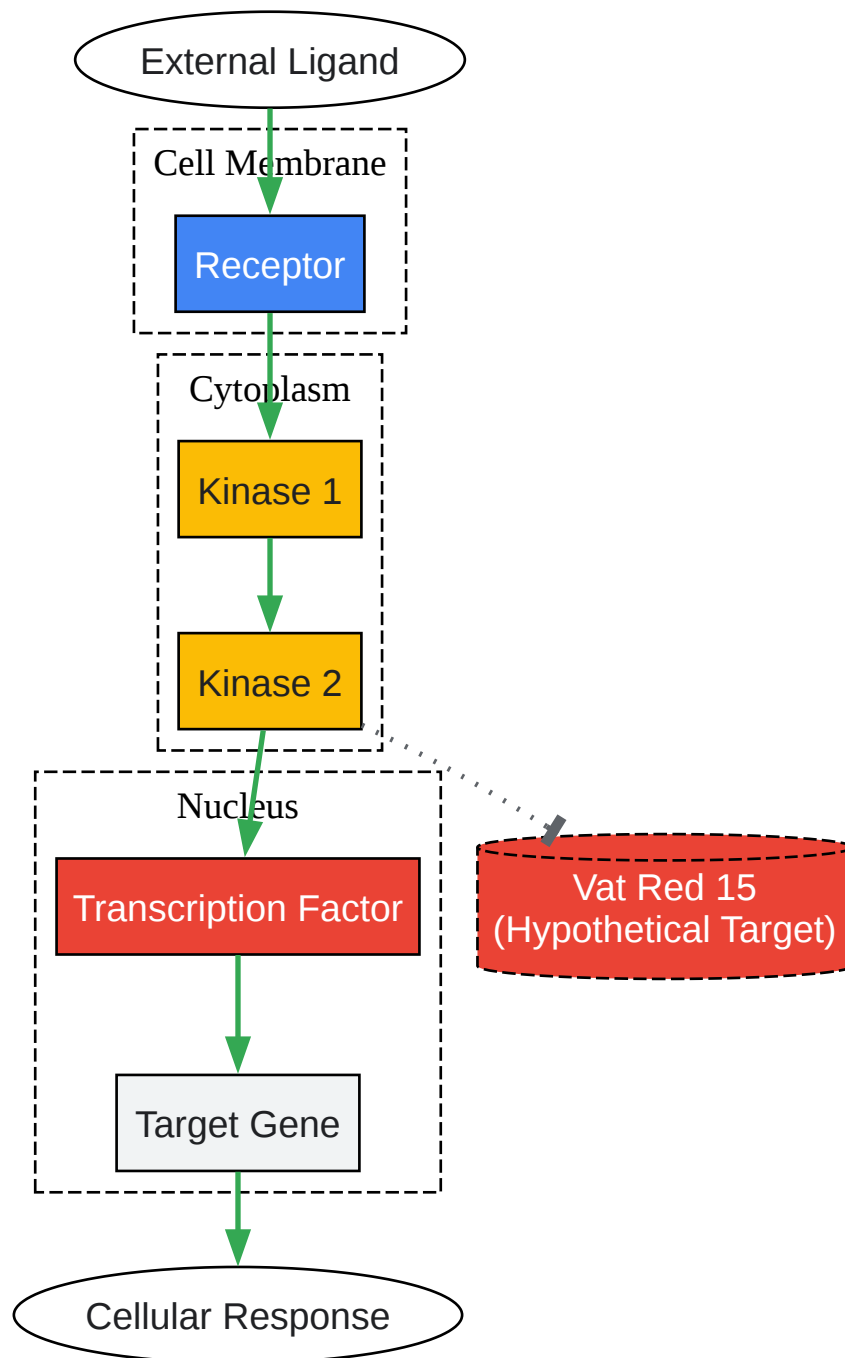 External Ligand
Cell Membrane
Receptor
Cytoplasm
Kinase 1
Kinase 2
Nucleus
Transcription Factor
Vat Red 15
(Hypothetical Target)
Target Gene
Cellular Response